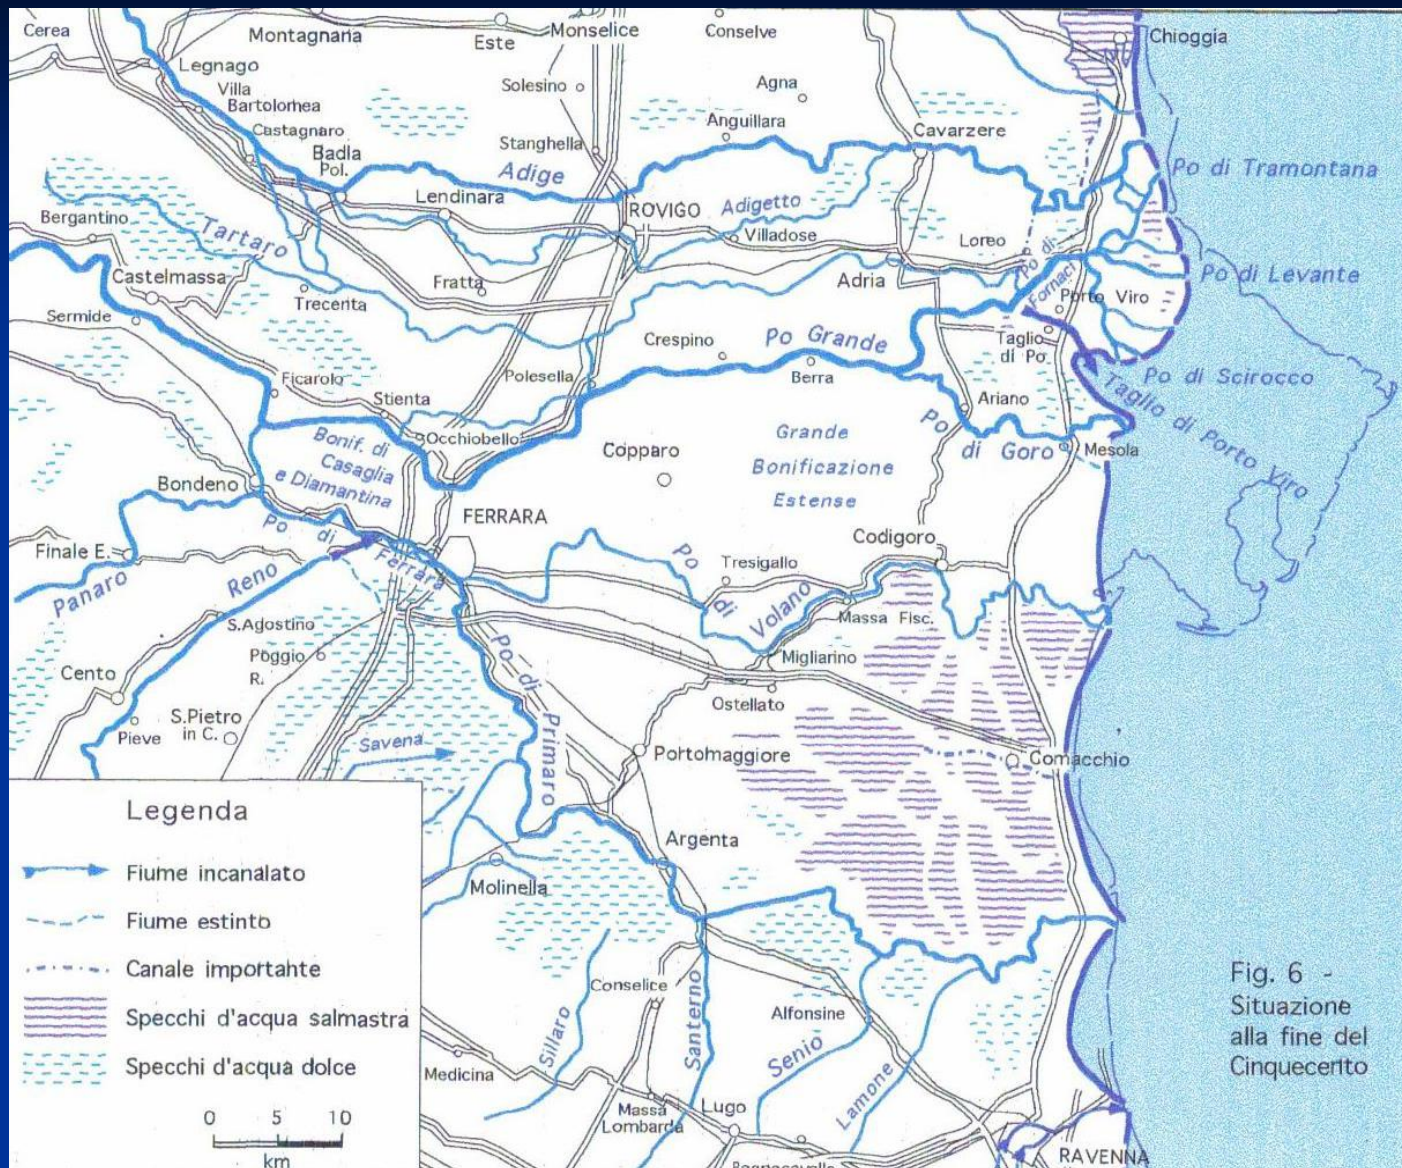 Cerea
Montagnana
Este
Monselice
Conselve
Chioggia
Legnago
Villa
Bartolomea
Solesino
Agna
Castagnaro
Anguillara
Cavarzere
Stanghella
Badia
Pol.
Adige
Po di Tramontana
Lendinara
ROVIGO
Adigetto
Bergantino
Tartaro
Villadose
Loreo
Castelmassa
Fratta
Adria
Po di
Fornaci
Po di Levante
Trecenta
Porto Viro
Sermide
Crespino
Po Grande
Taglio
di Po
Ficarolo
Polesella
Berra
Po di Scirocco
Stienta
Ariano
Taglio di Porto Viro
Occhiobello
Bonif. di
Casaglia
e Diamantina
Copparo
Grande
Bonificazione
Estense
Po
di Goro
Mesola
Bondeno
FERRARA
Po di
Ferrara
Codigoro
Finale E.
Panaro
Reno
Po
di
Volano
Tresigallo
S.Agostino
Massa Fisc.
Poggio
R.
Migliarino
Cento
Ostellato
S.Pietro
in C.
Pieve
Savena
Po di Primaro
Portomaggiore
Comacchio
Legenda
Fiume incanalato
Fiume estinto
Canale importante
Specchi d'acqua salmastra
Specchi d'acqua dolce
0 5 10
km
Argenta
Molinella
Fig. 6 -
Situazione
alla fine del
Cinquecento
Conselice
Sillaro
Santerno
Alfonsine
Senio
Lamone
Medicina
Massa
Lombarda
Lugo
RAVENNA